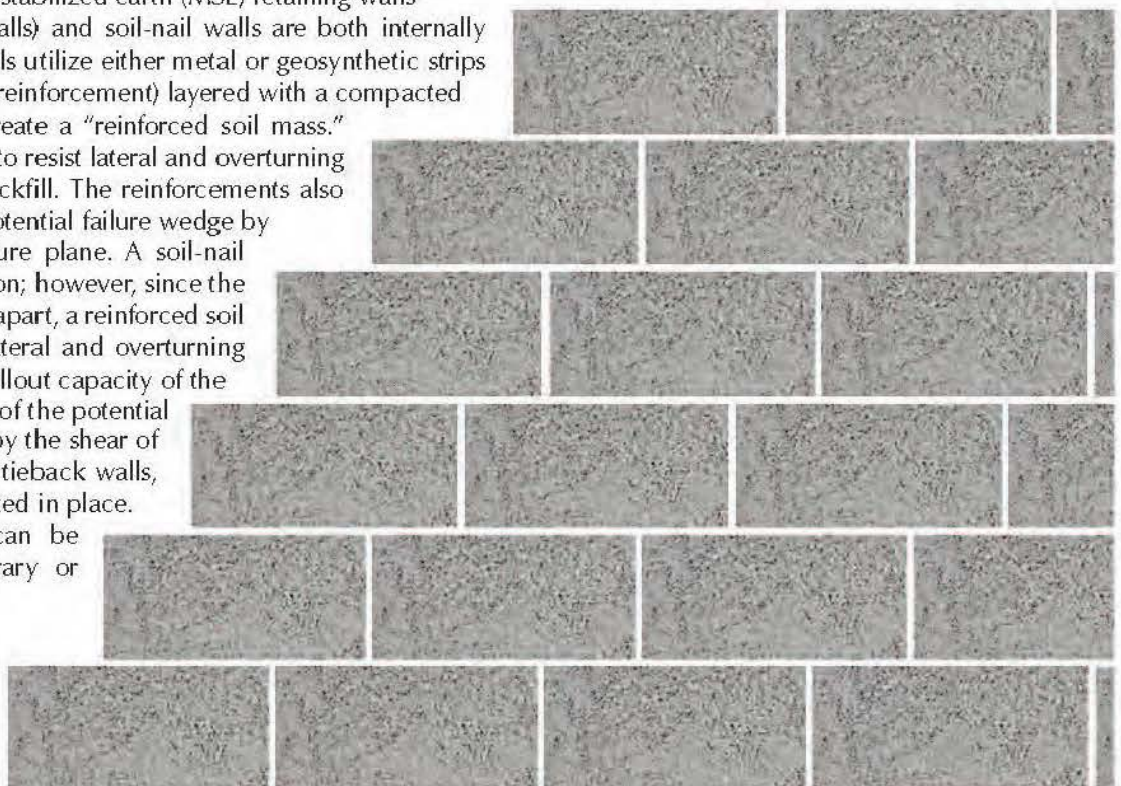 stabilized earth (MSE) retaining walls
alls) and soil-nail walls are both internally
ls utilize either metal or geosynthetic strips
reinforcement) layered with a compacted
eate a “reinforced soil mass.”
to resist lateral and overturning
ckfill. The reinforcements also
otential failure wedge by
ure plane. A soil-nail
on; however, since the
apart, a reinforced soil
teral and overturning
llout capacity of the
of the potential
by the shear of
tieback walls,
ed in place.
can be
rary or